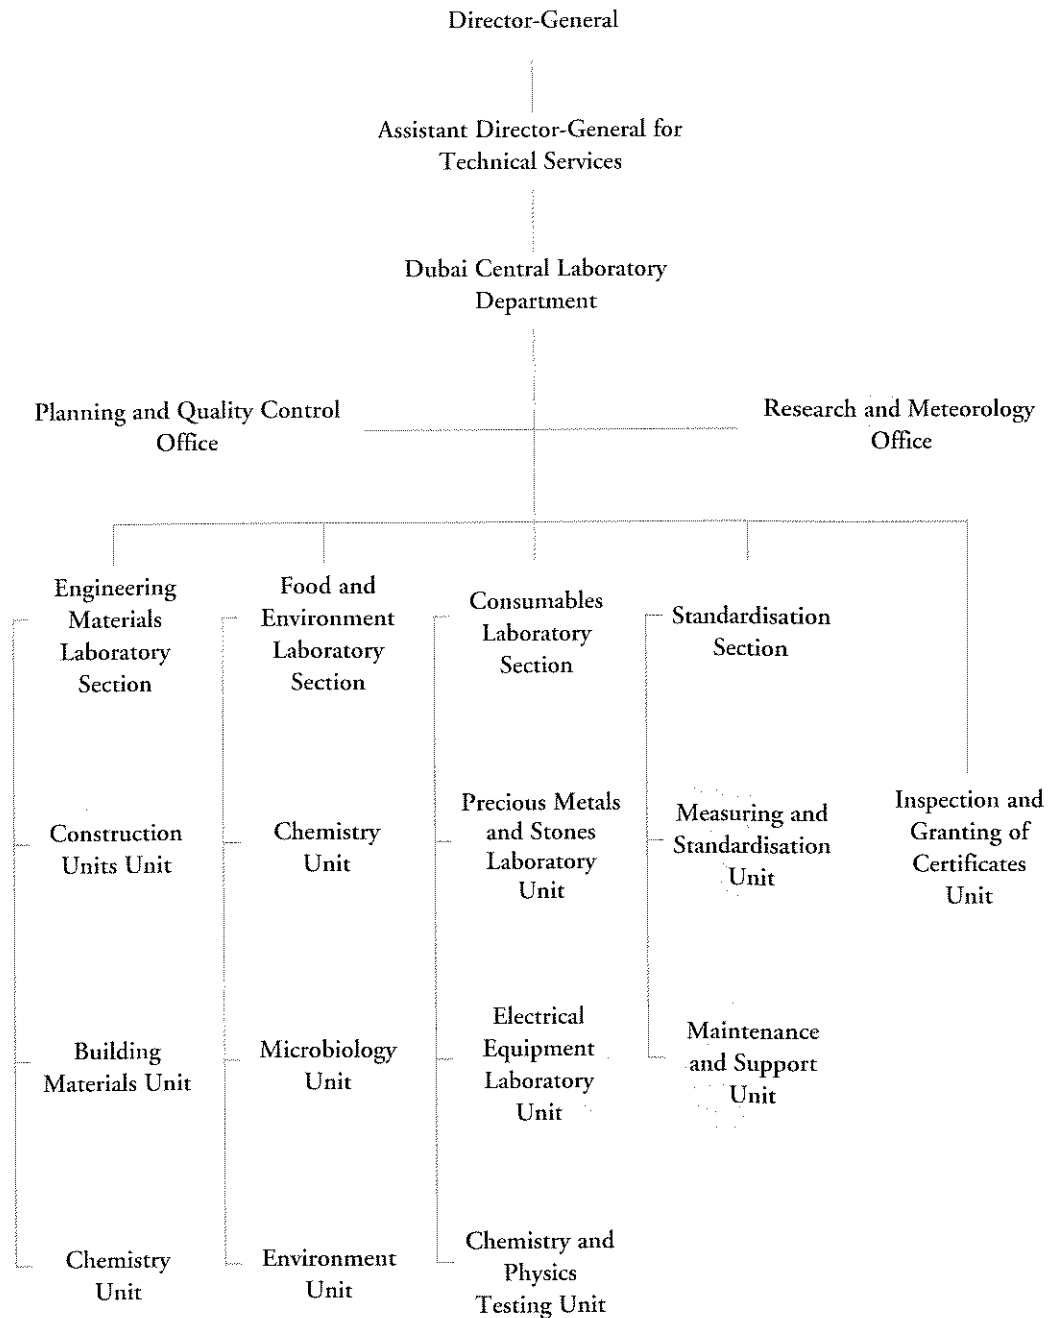 Director-General
Assistant Director-General for
Technical Services
Dubai Central Laboratory
Department
Planning and Quality Control
Office
Research and Meteorology
Office
Engineering
Materials
Laboratory
Section
Food and
Environment
Laboratory
Section
Consumables
Laboratory
Section
Standardisation
Section
Construction
Units Unit
Chemistry
Unit
Precious Metals
and Stones
Laboratory
Unit
Measuring and
Standardisation
Unit
Inspection and
Granting of
Certificates
Unit
Building
Materials Unit
Microbiology
Unit
Electrical
Equipment
Laboratory
Unit
Maintenance
and Support
Unit
Chemistry
Unit
Environment
Unit
Chemistry and
Physics
Testing Unit